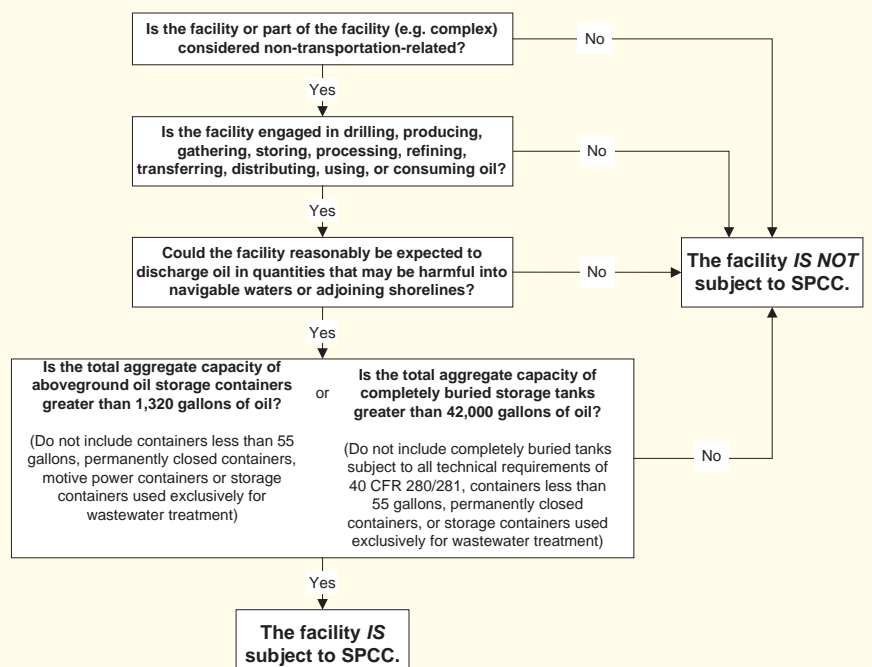 Is the facility or part of the facility (e.g. complex)
considered non-transportation-related?
No
Yes
Is the facility engaged in drilling, producing,
gathering, storing, processing, refining,
transferring, distributing, using, or consuming oil?
No
Yes
Could the facility reasonably be expected to
discharge oil in quantities that may be harmful into
navigable waters or adjoining shorelines?
No
The facility IS NOT
subject to SPCC.
Yes
Is the total aggregate capacity of
aboveground oil storage containers
greater than 1,320 gallons of oil?
(Do not include containers less than 55
gallons, permanently closed containers,
motive power containers or storage
containers used exclusively for
wastewater treatment)
or
Is the total aggregate capacity of
completely buried storage tanks
greater than 42,000 gallons of oil?
(Do not include completely buried tanks
subject to all technical requirements of
40 CFR 280/281, containers less than
55 gallons, permanently closed
containers, or storage containers used
exclusively for wastewater treatment)
No
Yes
The facility IS
subject to SPCC.